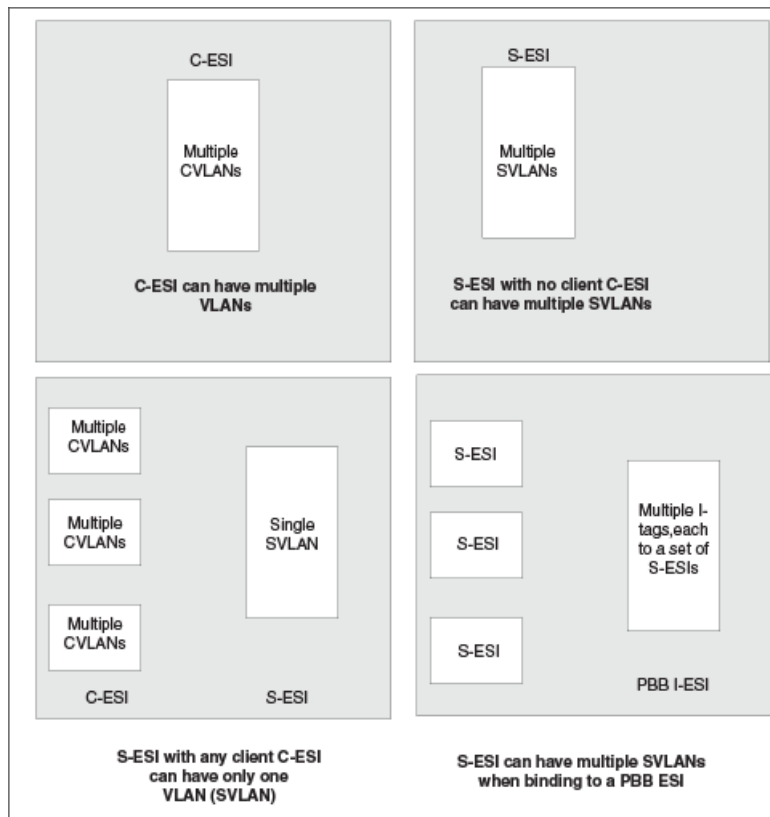 C-ESI
Multiple
CVLANs
C-ESI can have multiple
VLANs
S-ESI
Multiple
SVLANs
S-ESI with no client C-ESI
can have multiple SVLANs
Multiple
CVLANs
Multiple
CVLANs
Multiple
CVLANs
C-ESI
Single
SVLAN
S-ESI
S-ESI with any client C-ESI
can have only one
VLAN (SVLAN)
S-ESI
S-ESI
S-ESI
Multiple I-
tags,each
to a set of
S-ESIs
PBB I-ESI
S-ESI can have multiple SVLANs
when binding to a PBB ESI